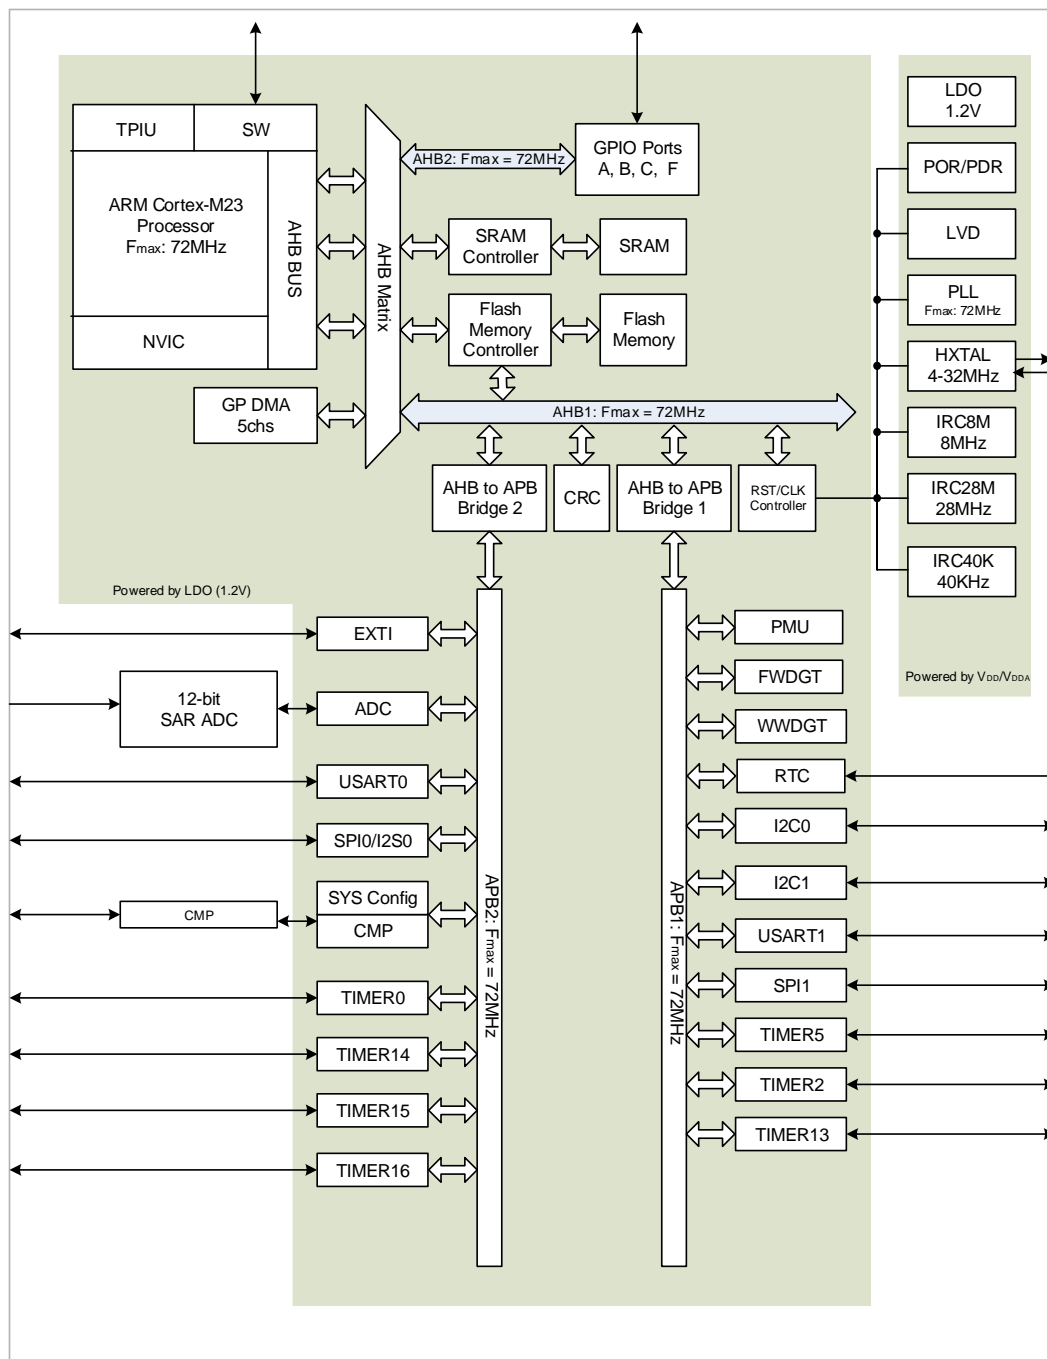 TPIU
SW
ARM Cortex-M23
Processor
Fmax: 72MHz
AHB BUS
NVIC
GP DMA
5chs
AHB Matrix
AHB2: Fmax = 72MHz
GPIO Ports
A, B, C, F
SRAM
Controller
SRAM
Flash
Memory
Controller
Flash
Memory
AHB1: Fmax = 72MHz
AHB to APB
Bridge 2
CRC
AHB to APB
Bridge 1
RST/CLK
Controller
LDO
1.2V
POR/PDR
LVD
PLL
Fmax: 72MHz
HXTAL
4-32MHz
IRC8M
8MHz
IRC28M
28MHz
IRC40K
40KHz
Powered by VDD/VDDA
Powered by LDO (1.2V)
EXTI
12-bit
SAR ADC
ADC
USART0
SPI0/I2S0
CMP
SYS Config
CMP
TIMER0
TIMER14
TIMER15
TIMER16
APB2: Fmax = 72MHz
APB1: Fmax = 72MHz
PMU
FWDGT
WWDGT
RTC
I2C0
I2C1
USART1
SPI1
TIMER5
TIMER2
TIMER13